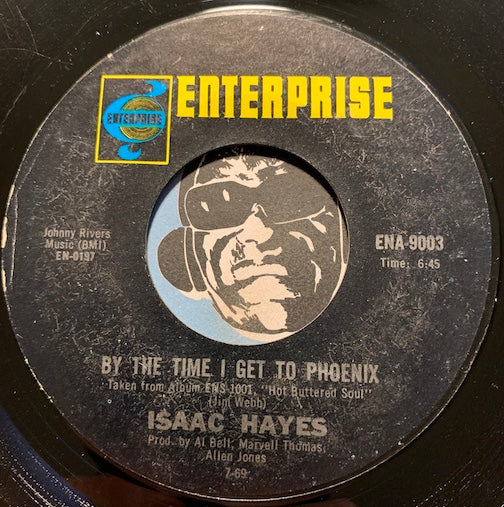 ENTERPRISE
ENTERPRISE
Johnny Rivers
Music (BMI)
EN-0197
ENA-9003
Time: 6:45
BY THE TIME I GET TO PHOENIX
Taken from Album ENS-1001, "Hot Buttered Soul"
(Jim Webb)
ISAAC HAYES
Prod. by Al Bell, Marvell Thomas,
Allen Jones
7-69